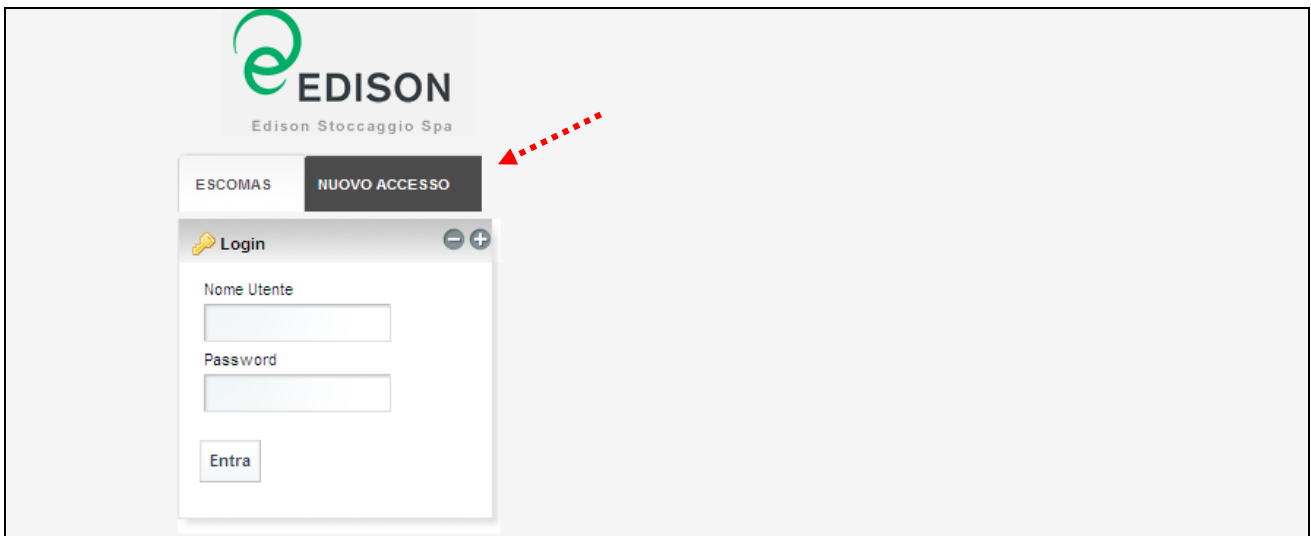 EDISON
Edison Stoccaggio Spa
ESCOMAS NUOVO ACCESSO
Login
Nome Utente
Password
Entra